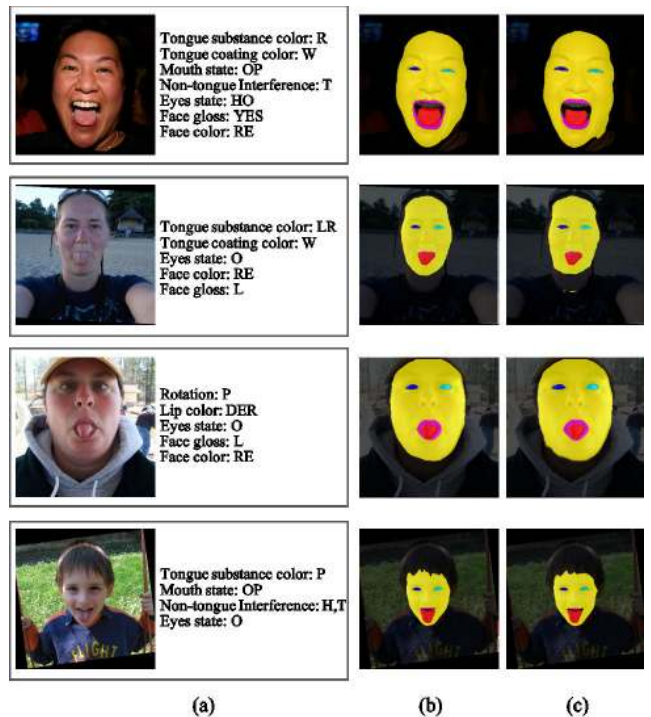 Tongue substance color: R
Tongue coating color: W
Mouth state: OP
Non-tongue Interference: T
Eyes state: HO
Face gloss: YES
Face color: RE
Tongue substance color: LR
Tongue coating color: W
Eyes state: O
Face color: RE
Face gloss: L
Rotation: P
Lip color: DER
Eyes state: O
Face gloss: L
Face color: RE
Tongue substance color: P
Mouth state: OP
Non-tongue Interference: H,T
Eyes state: O
(a) (b) (c)